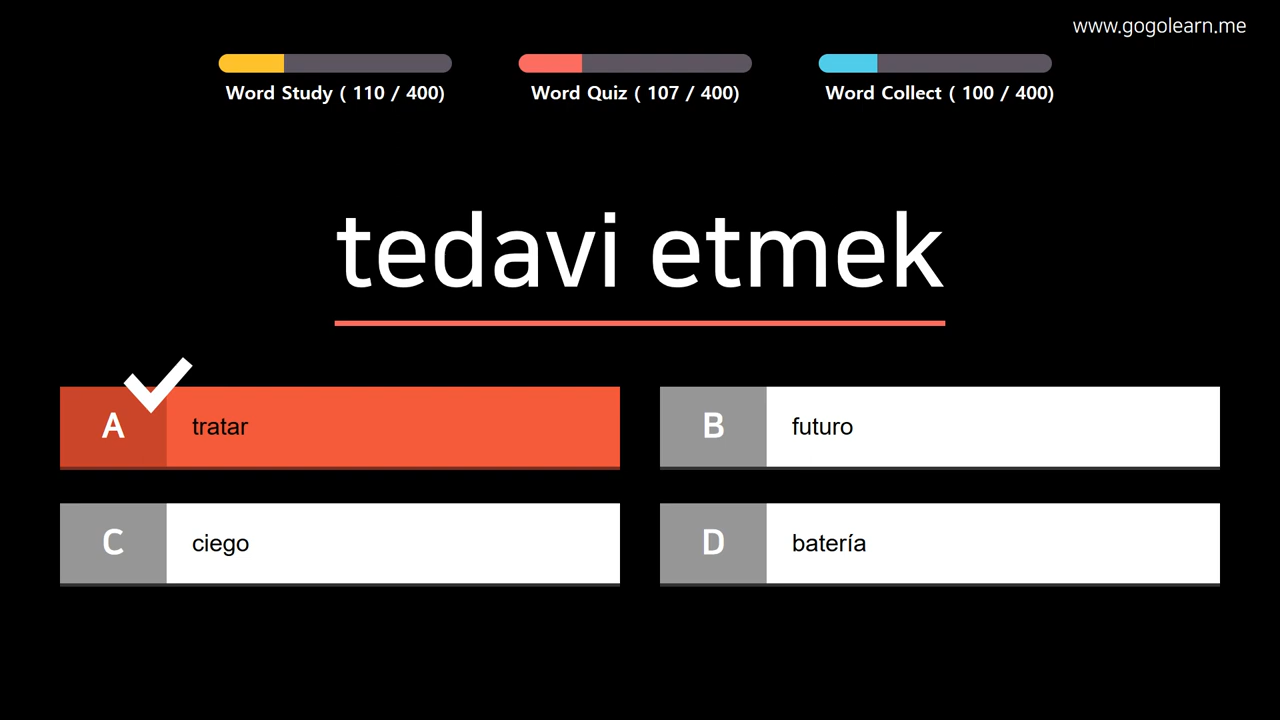 www.gogolearn.me
Word Study ( 110 / 400)
Word Quiz ( 107 / 400)
Word Collect ( 100 / 400)
tedavi etmek
A tratar
B futuro
C ciego
D batería